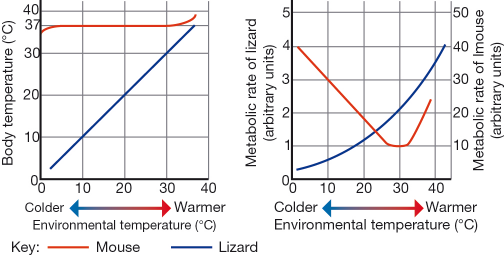 Body temperature (°C)
40
37
30
20
10
0
0 10 20 30 40
Colder Warmer
Environmental temperature (°C)
Metabolic rate of lizard
(arbitrary units)
5
4
3
2
1
0
50
40
30
20
10
Metabolic rate of lmouse
(arbitrary units)
0 10 20 30 40
Colder Warmer
Environmental temperature (°C)
Key: Mouse Lizard